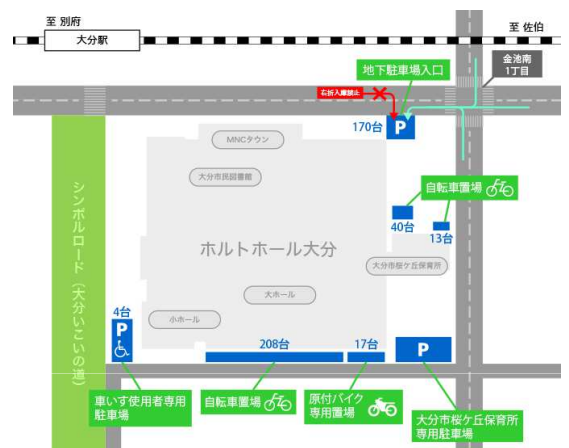 至 別府
大分駅
至 佐伯
金池南
1丁目
地下駐車場入口
右折入庫禁止
P
170台
MNCタウン
大分市民図書館
自転車置場
40台
13台
ホルトホール大分
大分市桜ケ丘保育所
シンボルロード（大分いこいの道）
大ホール
小ホール
4台
P
208台
17台
P
車いす使用者専用
駐車場
自転車置場
原付バイク
専用置場
大分市桜ケ丘保育所
専用駐車場